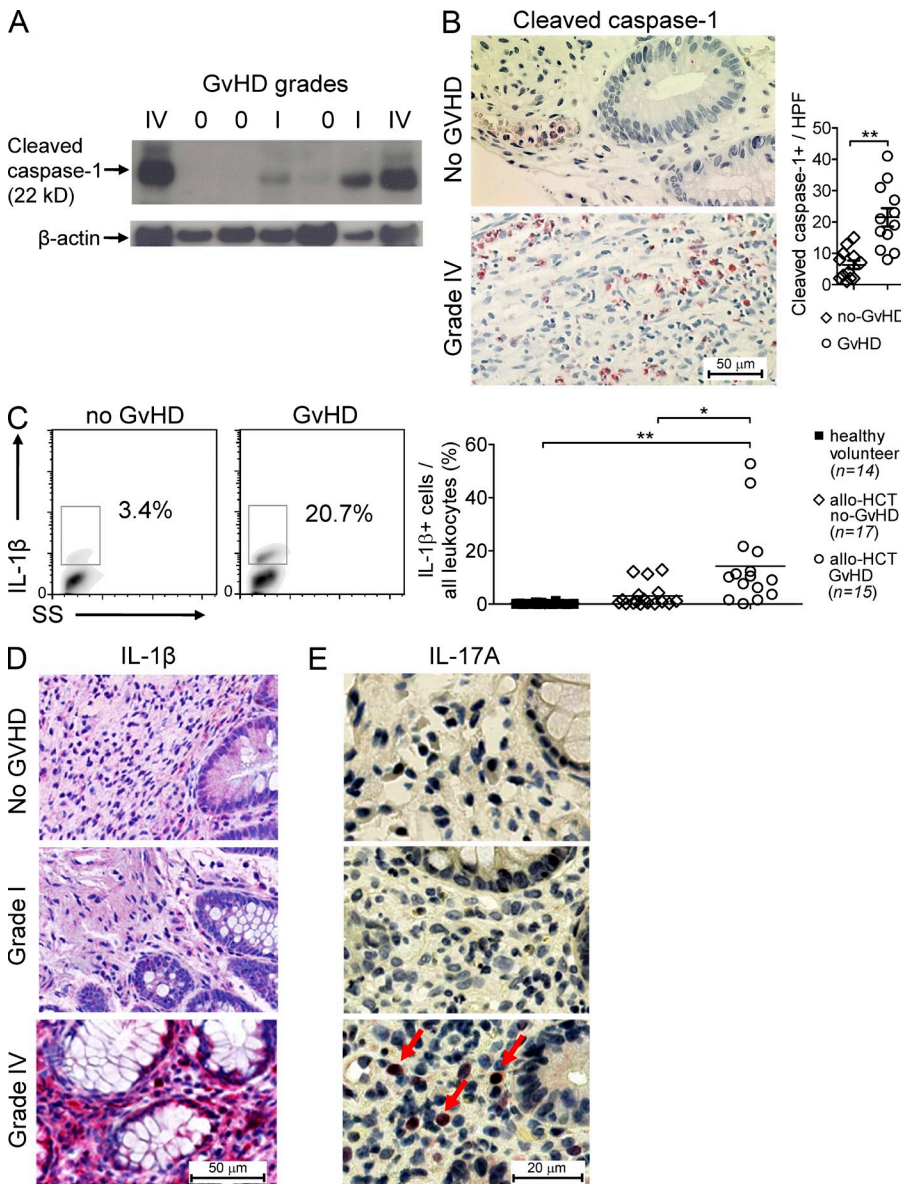 A
GvHD grades
IV 0 0 I 0 I IV
Cleaved
caspase-1
(22 kD)
β-actin
B
Cleaved caspase-1
No GVHD
Grade IV
50 μm
Cleaved caspase-1+ / HPF
50
40
30
20
10
0
**
no-GvHD
GvHD
C
no GvHD
GvHD
IL-1β
3.4%
20.7%
0
0
SS
IL-1β+ cells /
all leukocytes (%)
60
40
20
0
*
**
healthy
volunteer
(n=14)
allo-HCT
no-GvHD
(n=17)
allo-HCT
GvHD
(n=15)
D
IL-1β
No GVHD
Grade I
Grade IV
50 μm
E
IL-17A
20 μm